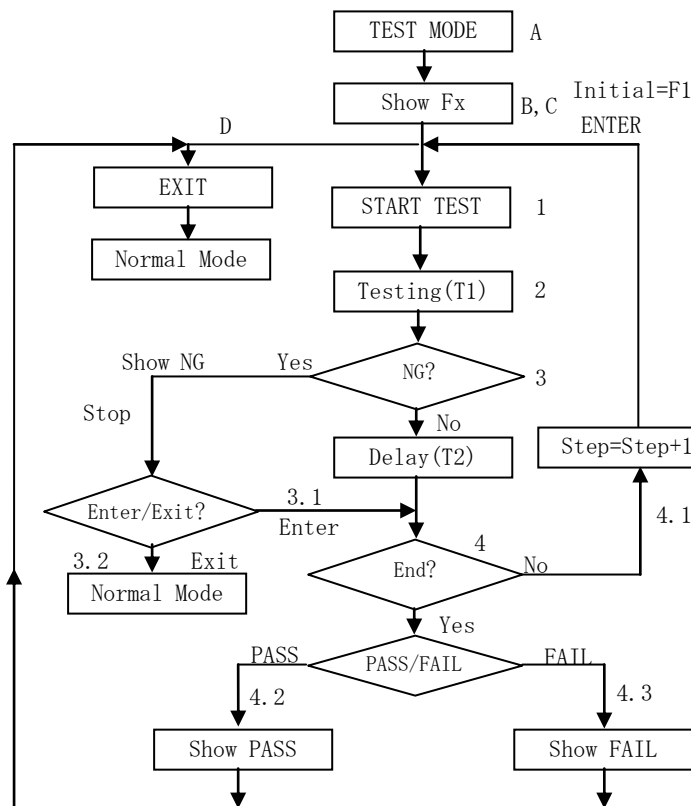 TEST MODE A
Show Fx B,C Initial=F1
D ENTER
EXIT
START TEST 1
Normal Mode
Testing(T1) 2
Show NG Yes NG? 3
Stop No
Delay(T2) Step=Step+1
Enter/Exit? 3.1 4.1
Enter
3.2 Exit 4
End? No
Normal Mode
Yes
PASS PASS/FAIL FAIL
4.2 4.3
Show PASS Show FAIL